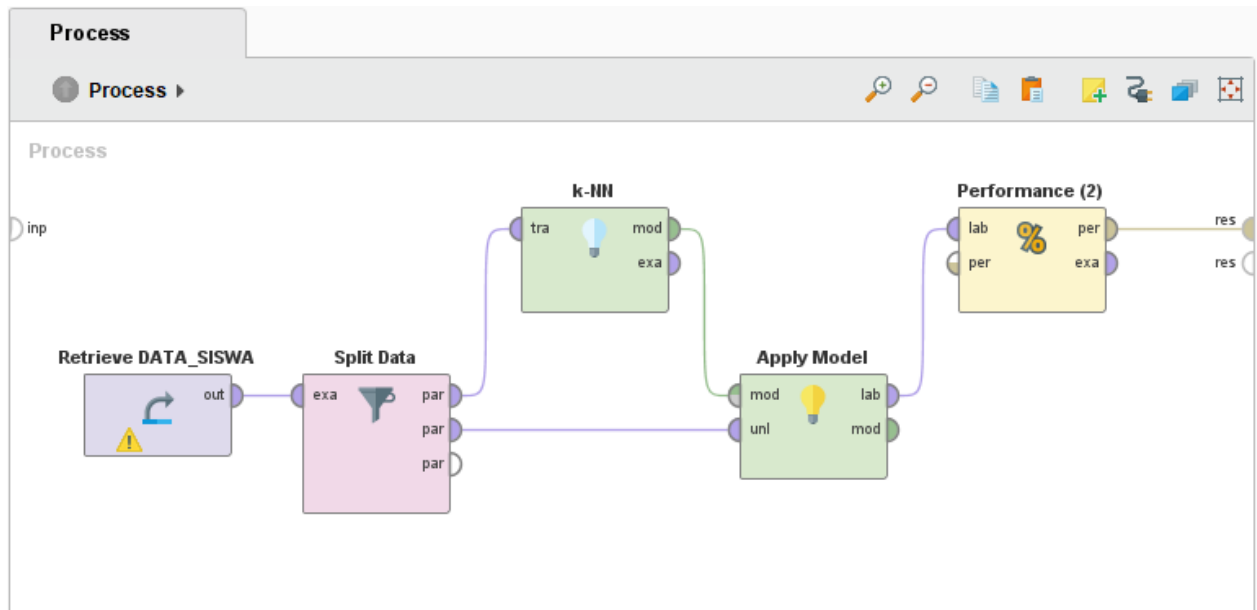 Process
Process
Process
inp
k-NN
tra
mod
exa
Performance (2)
lab
per
per
exa
res
res
Retrieve DATA_SISWA
out
Split Data
exa
par
par
par
Apply Model
mod
lab
unl
mod